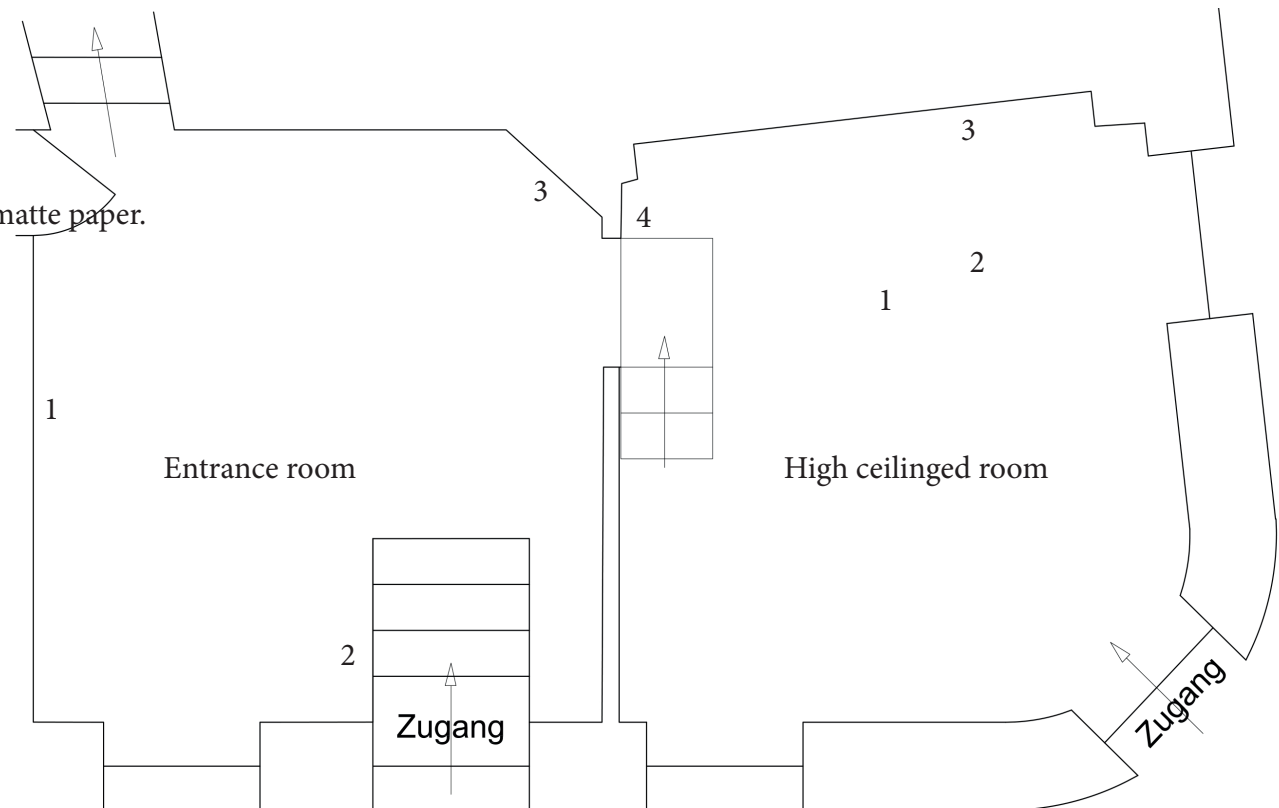 3
3
matte paper.
4
2
1
1
Entrance room
High ceilinged room
2
Zugang
Zugang